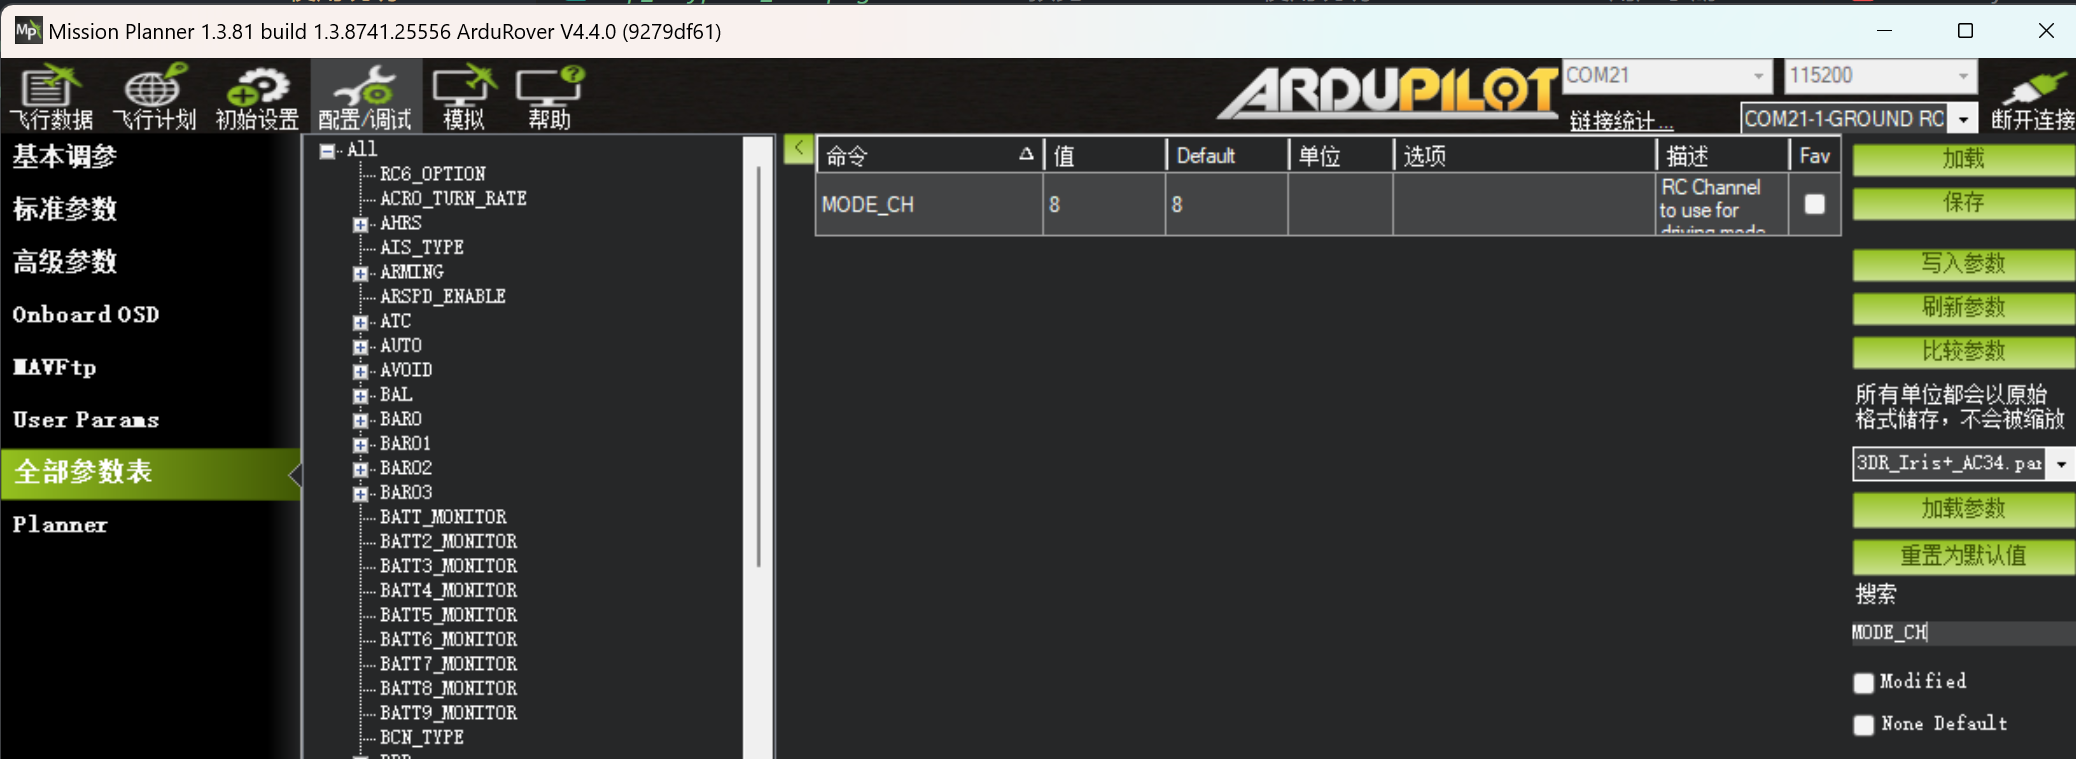 Mission Planner 1.3.81 build 1.3.8741.25556 ArduRover V4.4.0 (9279df61)
飞行数据 飞行计划 初始设置 配置/调试 模拟 帮助
ARDUPILOT
COM21 115200
链接统计... COM21-1-GROUND RO 断开连接
基本调参
标准参数
高级参数
Onboard OSD
MAVFtp
User Params
全部参数表
Planner
All
RC6_OPTION
ACRO_TURN_RATE
AHRS
AIS_TYPE
ARMING
ARSPD_ENABLE
ATC
AUTO
AVOID
BAL
BARO
BARO1
BARO2
BARO3
BATT_MONITOR
BATT2_MONITOR
BATT3_MONITOR
BATT4_MONITOR
BATT5_MONITOR
BATT6_MONITOR
BATT7_MONITOR
BATT8_MONITOR
BATT9_MONITOR
BCN_TYPE
命令 值 Default 单位 选项 描述 Fav
MODE_CH 8 8 RC Channel
to use for
driving mode
加载
保存
写入参数
刷新参数
比较参数
所有单位都会以原始
格式储存，不会被缩放
3DR_Iris+_AC34.par
加载参数
重置为默认值
搜索
MODE_CH
Modified
None Default